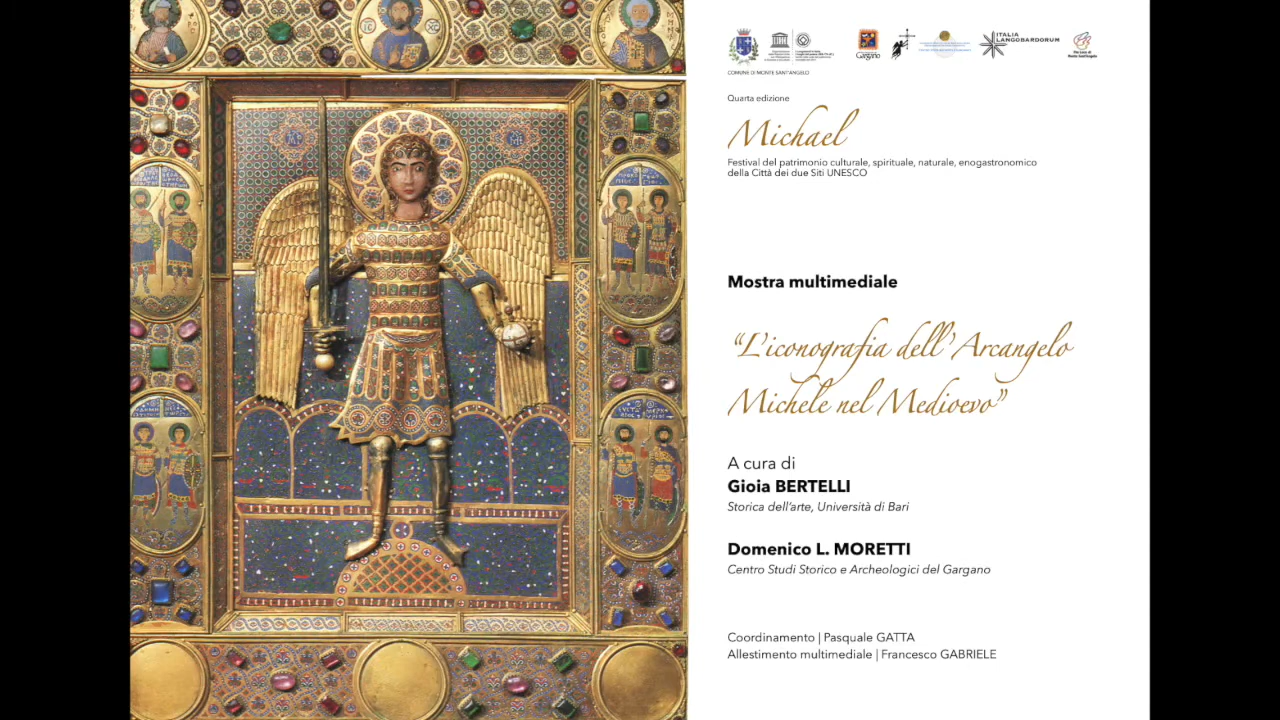 COMUNE DI MONTE SANT'ANGELO
Gargano
ITALIA
LANGOBARDORUM
Quarta edizione
Michael
Festival del patrimonio culturale, spirituale, naturale, enogastronomico
della Città dei due Siti UNESCO
Mostra multimediale
“L’iconografia dell’Arcangelo
Michele nel Medioevo”
A cura di
Gioia BERTELLI
Storica dell’arte, Università di Bari
Domenico L. MORETTI
Centro Studi Storico e Archeologici del Gargano
Coordinamento | Pasquale GATTA
Allestimento multimediale | Francesco GABRIELE